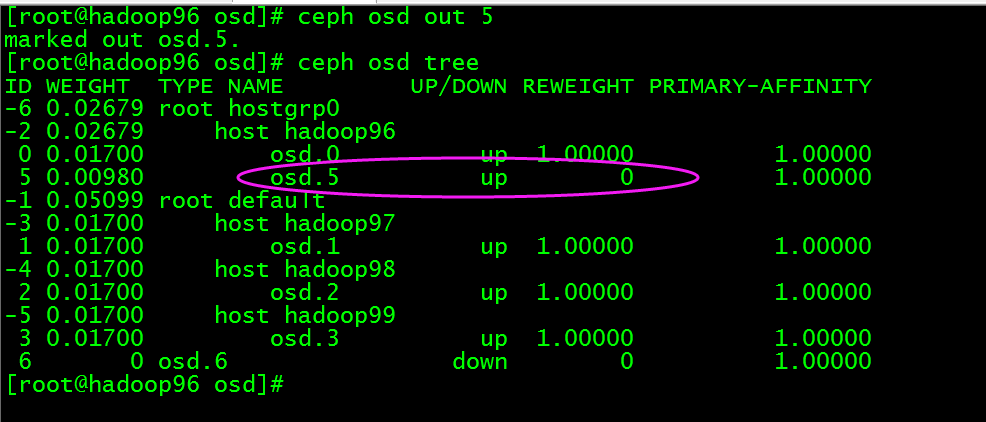 [root@hadoop96 osd]# ceph osd out 5
marked out osd.5.
[root@hadoop96 osd]# ceph osd tree
ID WEIGHT  TYPE NAME             UP/DOWN REWEIGHT PRIMARY-AFFINITY
-6 0.02679 root hostgrp0
-2 0.02679     host hadoop96
 0 0.01700         osd.0               up  1.00000          1.00000
 5 0.00980         osd.5               up        0          1.00000
-1 0.05099 root default
-3 0.01700     host hadoop97
 1 0.01700         osd.1               up  1.00000          1.00000
-4 0.01700     host hadoop98
 2 0.01700         osd.2               up  1.00000          1.00000
-5 0.01700     host hadoop99
 3 0.01700         osd.3               up  1.00000          1.00000
 6       0 osd.6                     down        0          1.00000
[root@hadoop96 osd]#